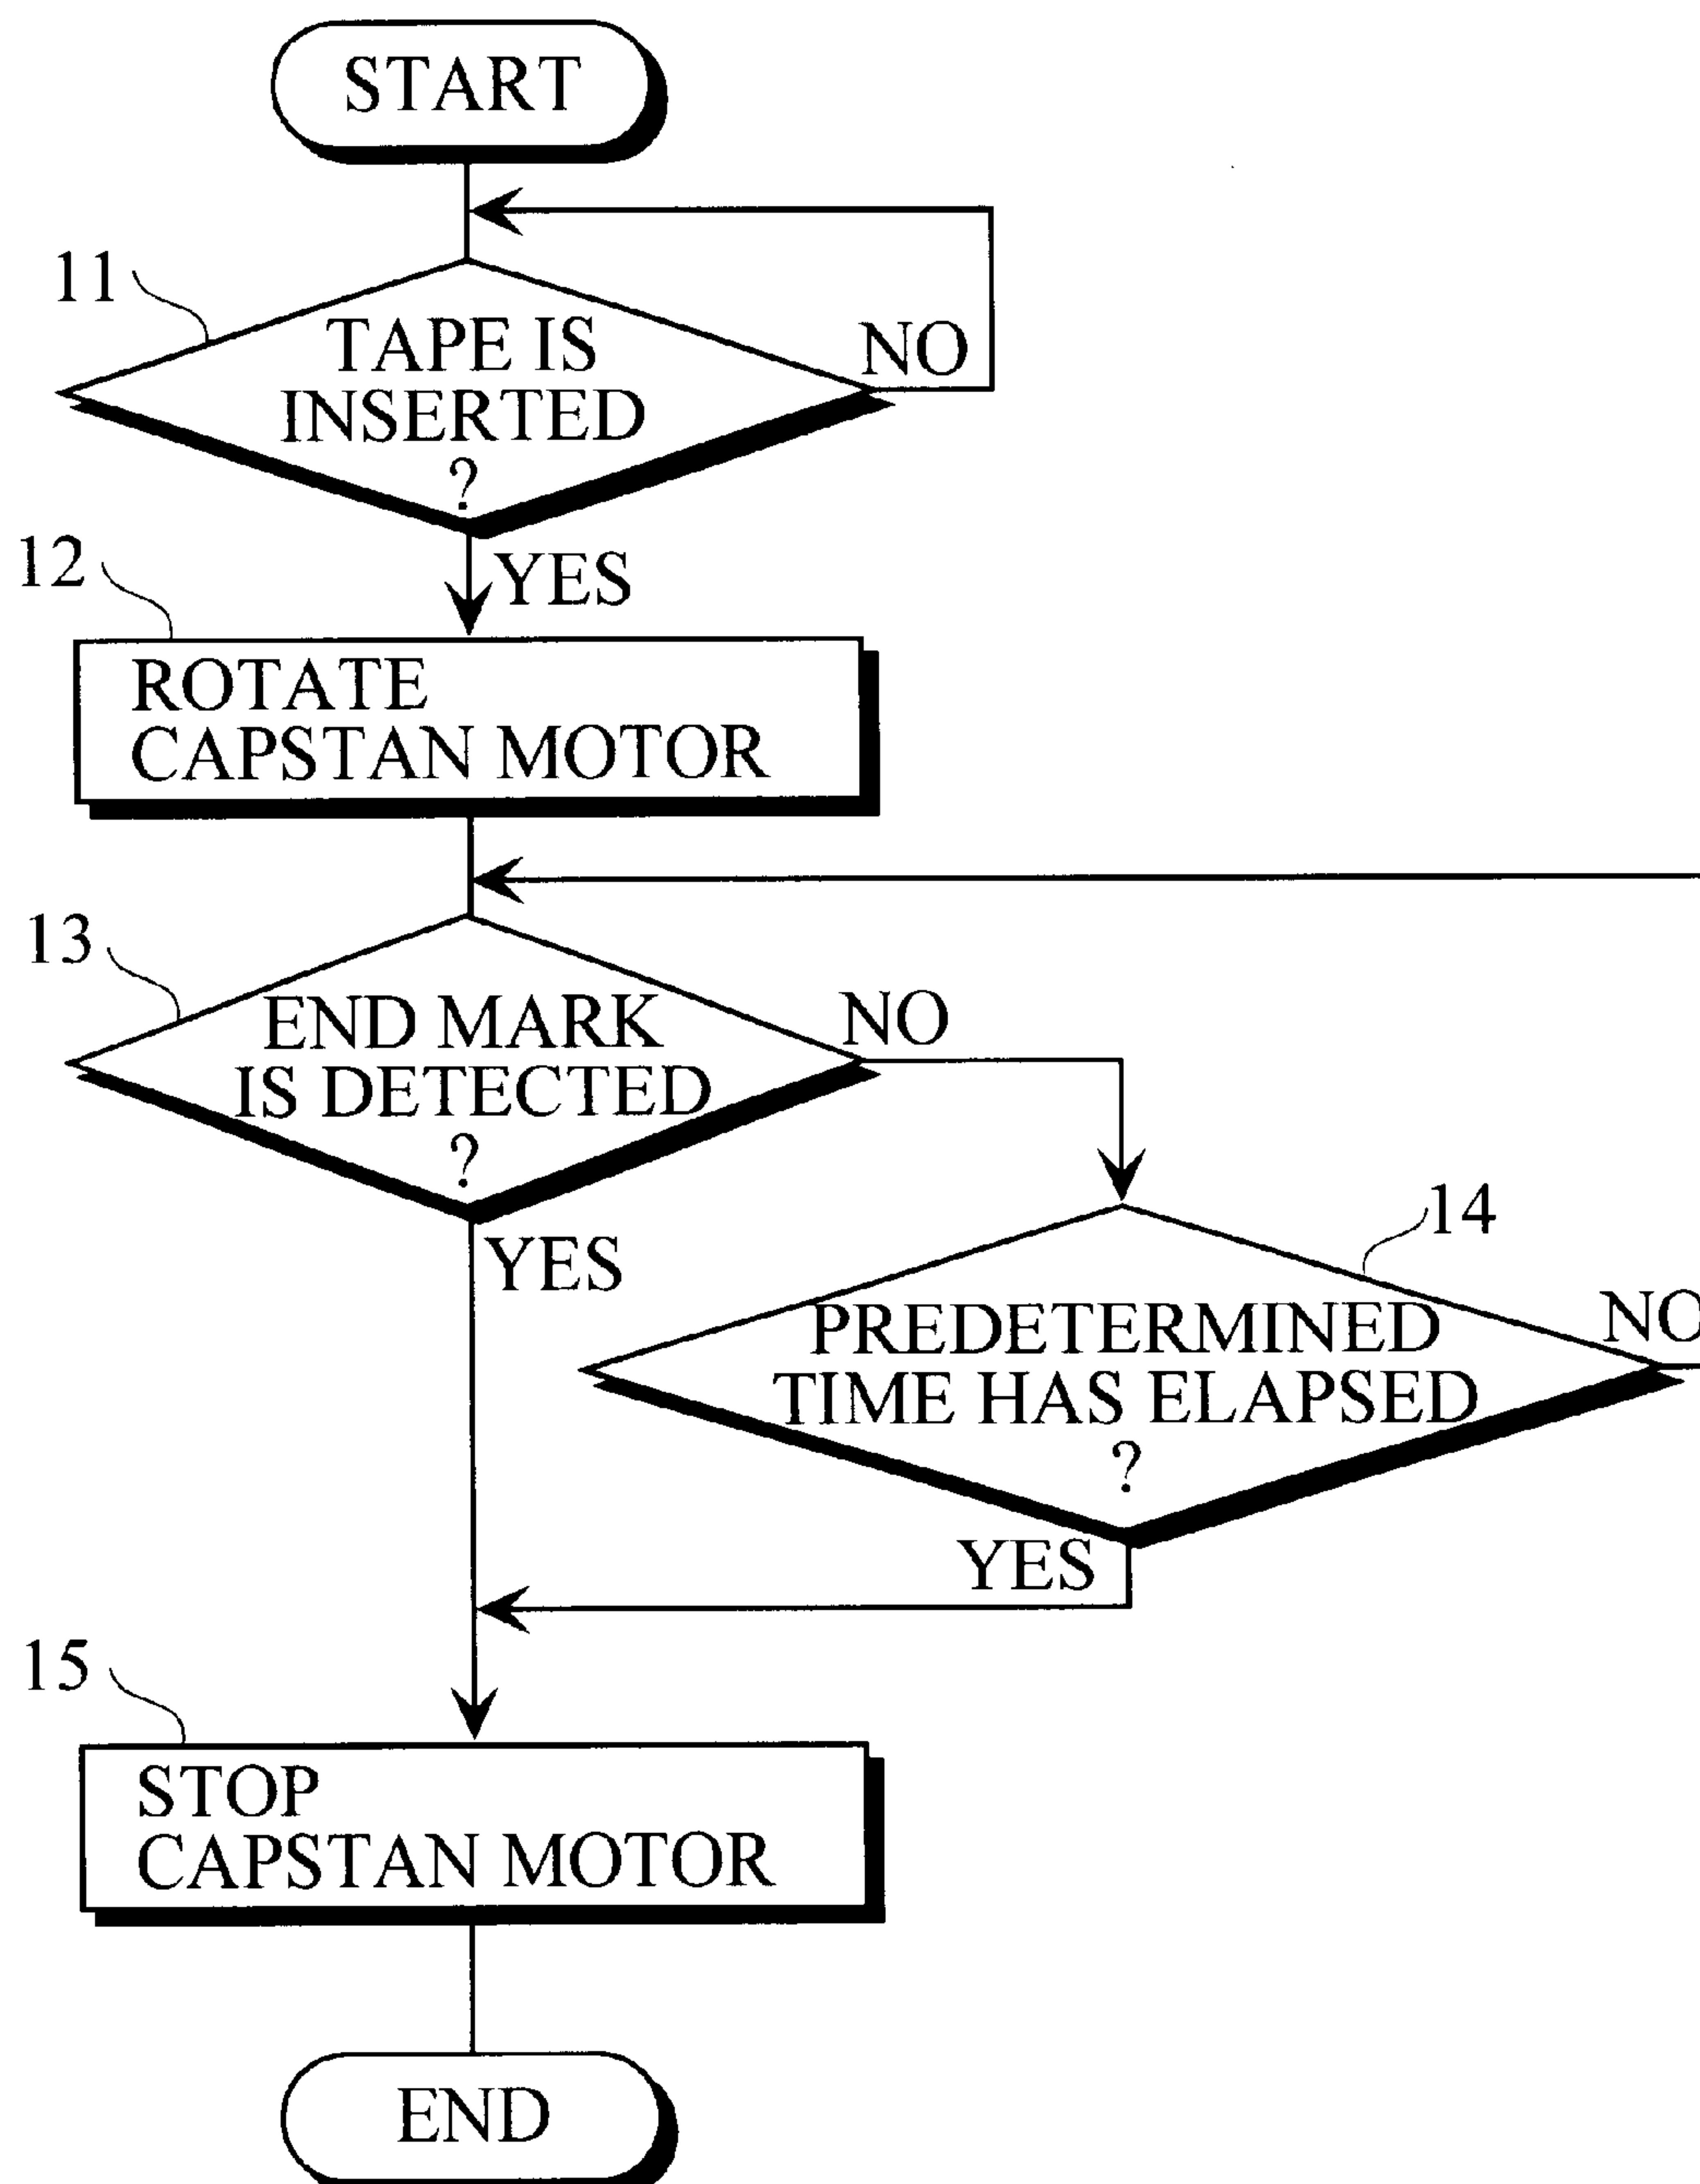 START
11
TAPE IS
INSERTED
?
NO
YES
12
ROTATE
CAPSTAN MOTOR
13
END MARK
IS DETECTED
?
NO
YES
14
PREDETERMINED
TIME HAS ELAPSED
?
NO
YES
15
STOP
CAPSTAN MOTOR
END